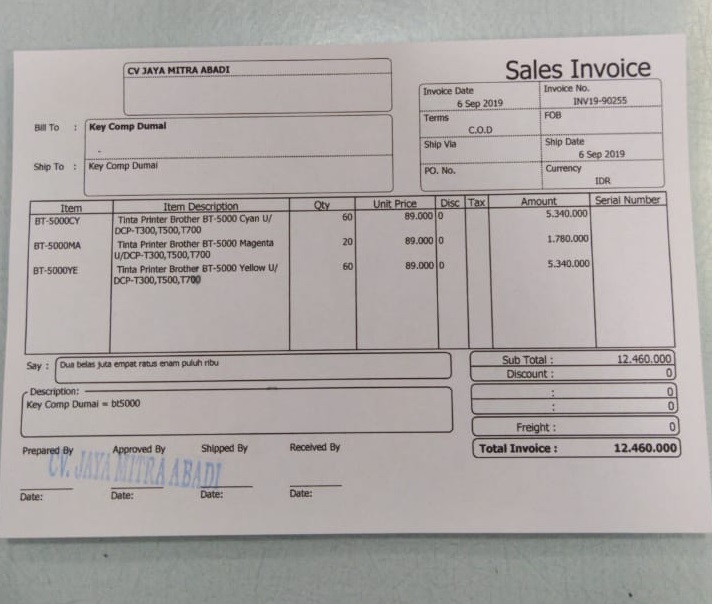 CV JAYA MITRA ABADI
Sales Invoice
Invoice Date
6 Sep 2019
Invoice No.
INV19-90255
Terms
C.O.D
FOB
Ship Via
Ship Date
6 Sep 2019
PO. No.
Currency
IDR
Bill To : Key Comp Dumai
Ship To : Key Comp Dumai
Item Item Description Qty Unit Price Disc Tax Amount Serial Number
BT-5000CY Tinta Printer Brother BT-5000 Cyan U/ 60 89.000 0 5.340.000
DCP-T300,T500,T700
BT-5000MA Tinta Printer Brother BT-5000 Magenta 20 89.000 0 1.780.000
U/DCP-T300,T500,T700
BT-5000YE Tinta Printer Brother BT-5000 Yellow U/ 60 89.000 0 5.340.000
DCP-T300,T500,T700
Say : Dua belas juta empat ratus enam puluh ribu
Sub Total : 12.460.000
Discount : 0
: 0
: 0
Freight : 0
Total Invoice : 12.460.000
Description:
Key Comp Dumai = bt5000
Prepared By Approved By Shipped By Received By
CV. JAYA MITRA ABADI
Date: Date: Date: Date: